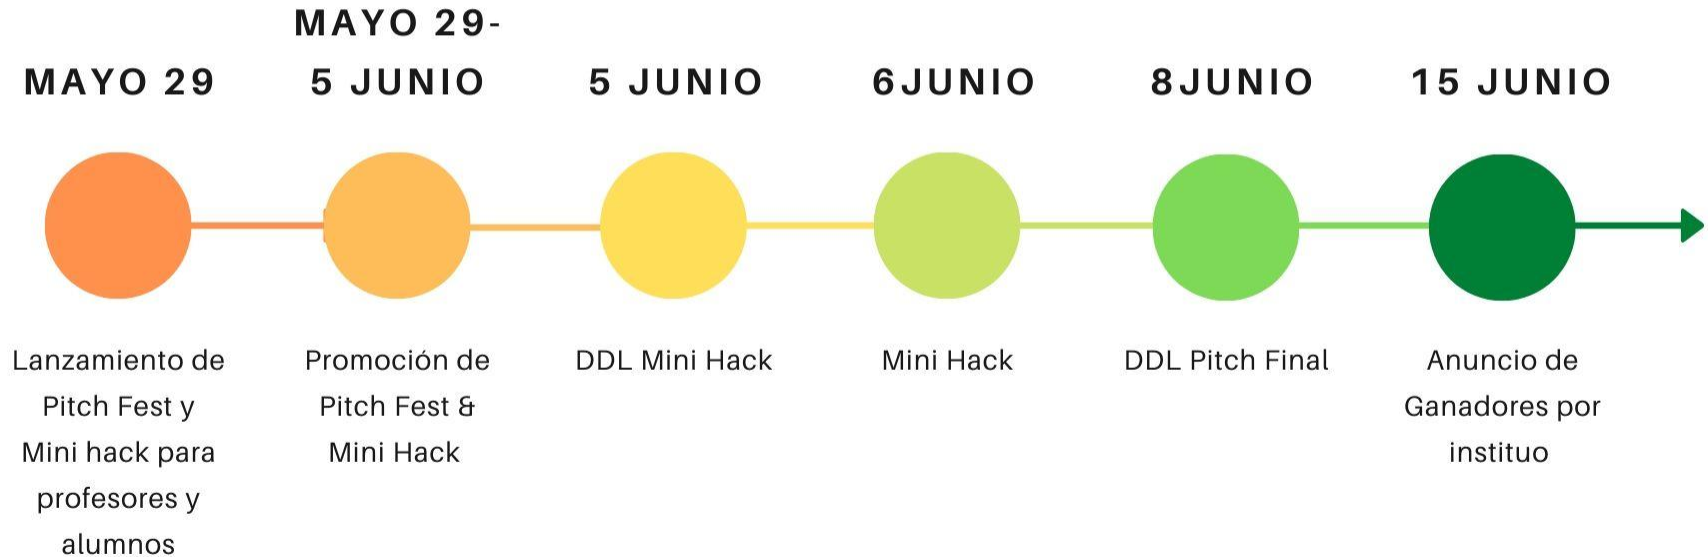 MAYO 29
MAYO 29-
5 JUNIO
5 JUNIO
6JUNIO
8JUNIO
15 JUNIO
Lanzamiento de
Pitch Fest y
Mini hack para
profesores y
alumnos
Promoción de
Pitch Fest &
Mini Hack
DDL Mini Hack
Mini Hack
DDL Pitch Final
Anuncio de
Ganadores por
instituo